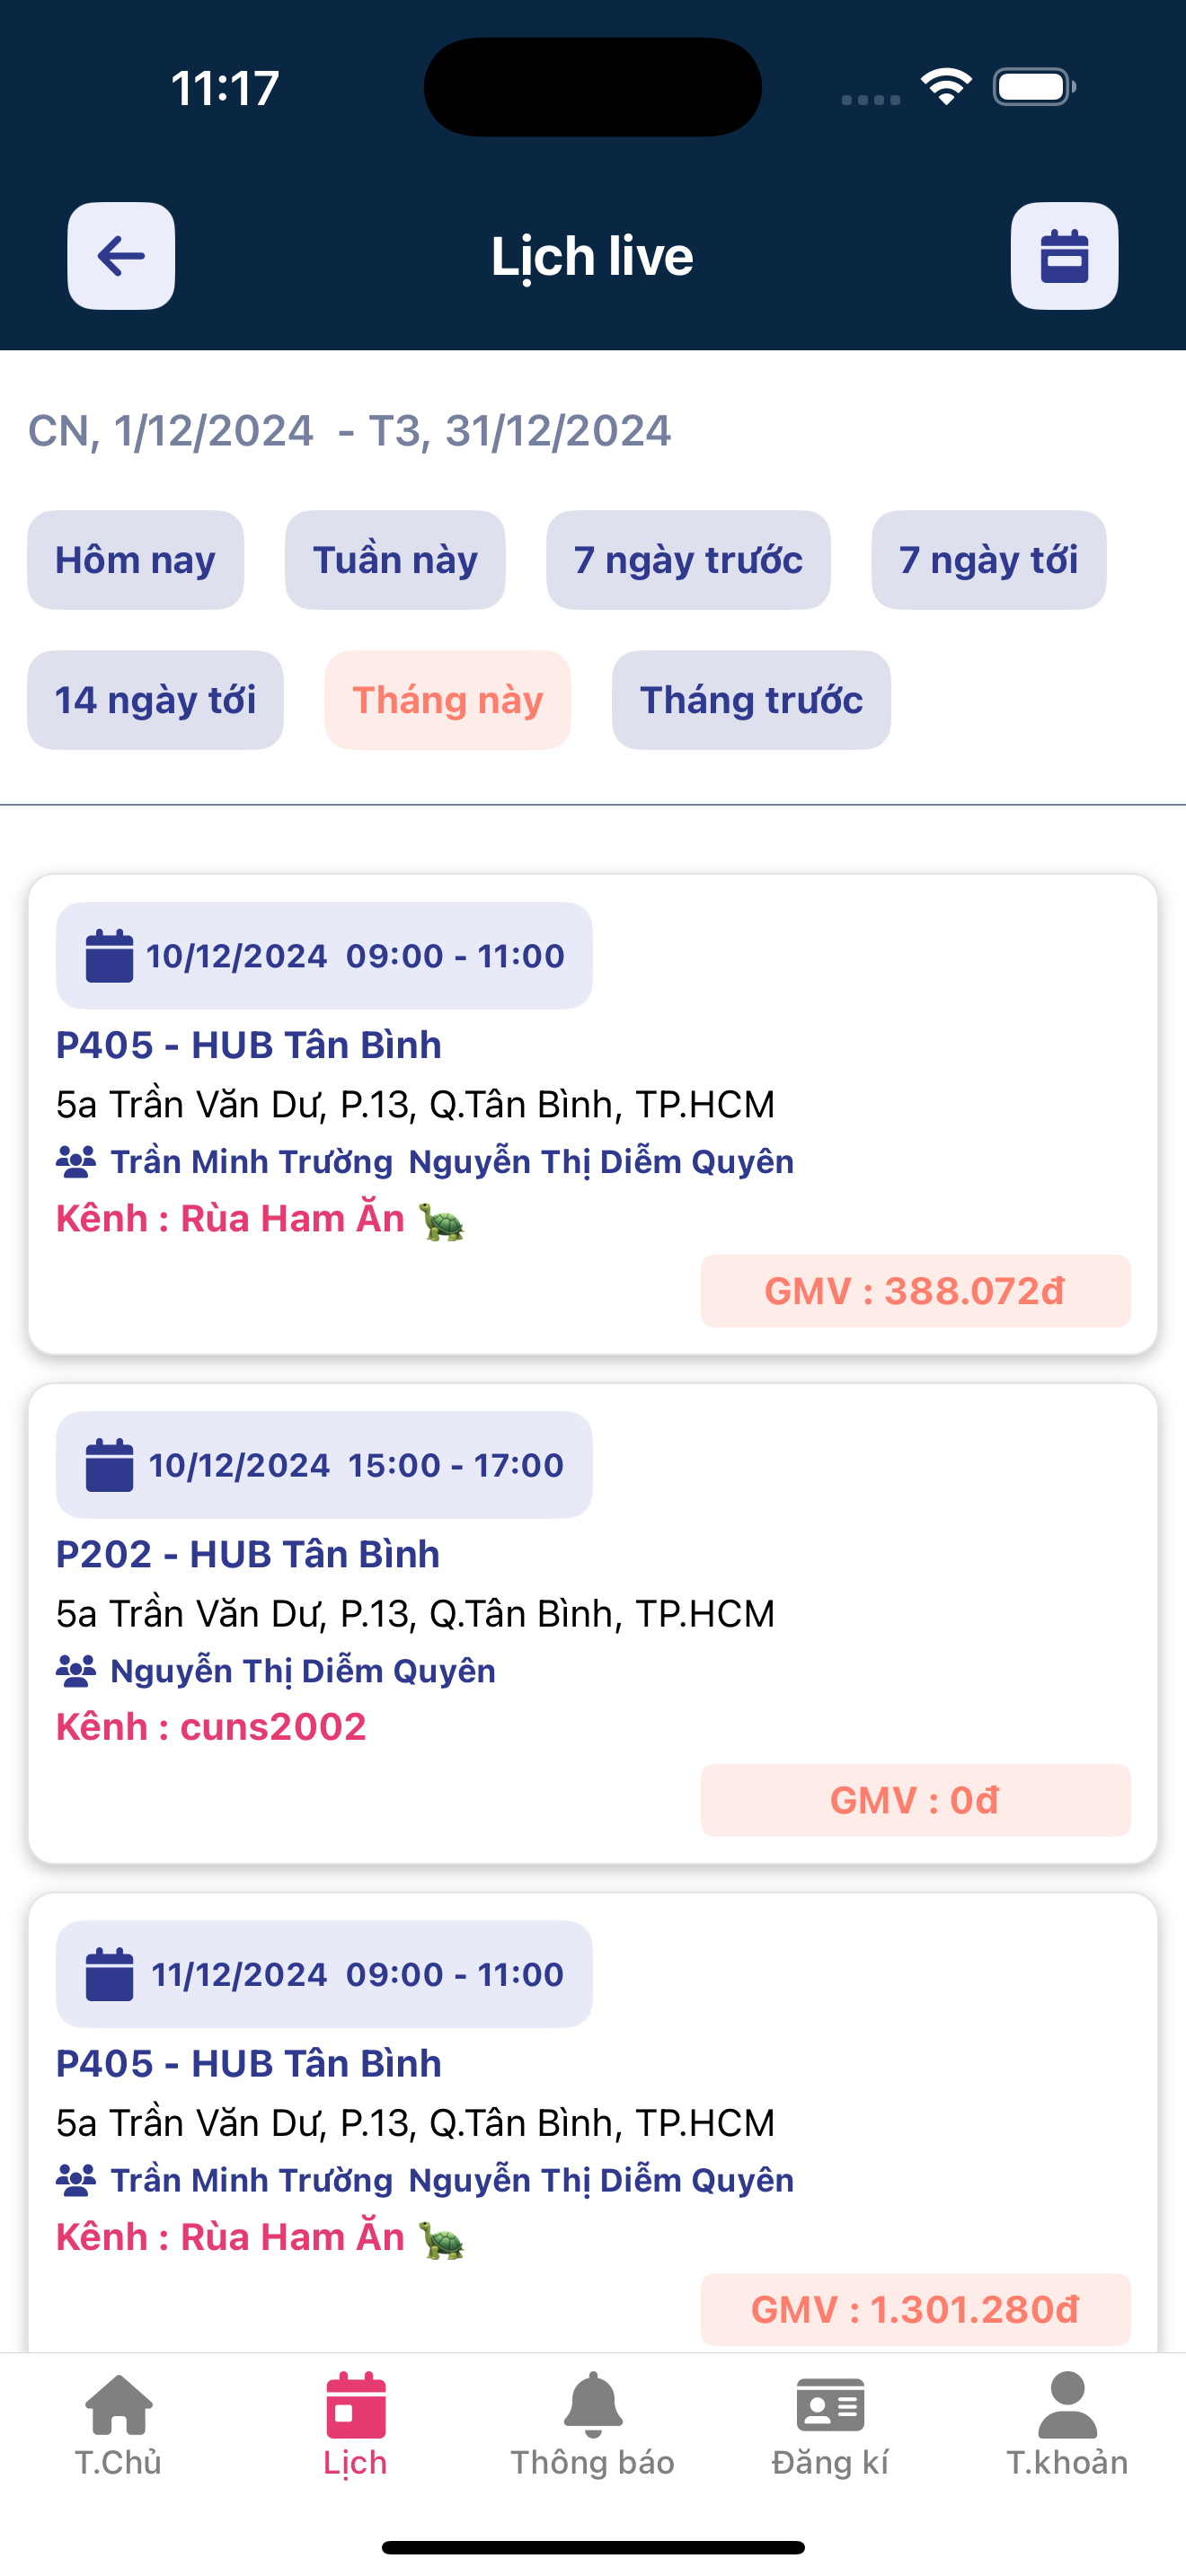 11:17
Lịch live
CN, 1/12/2024 - T3, 31/12/2024
Hôm nay
Tuần này
7 ngày trước
7 ngày tới
14 ngày tới
Tháng này
Tháng trước
10/12/2024 09:00 - 11:00
P405 - HUB Tân Bình
5a Trần Văn Dư, P.13, Q.Tân Bình, TP.HCM
Trần Minh Trường Nguyễn Thị Diễm Quyên
Kênh : Rùa Ham Ăn 🐢
GMV : 388.072đ
10/12/2024 15:00 - 17:00
P202 - HUB Tân Bình
5a Trần Văn Dư, P.13, Q.Tân Bình, TP.HCM
Nguyễn Thị Diễm Quyên
Kênh : cuns2002
GMV : 0đ
11/12/2024 09:00 - 11:00
P405 - HUB Tân Bình
5a Trần Văn Dư, P.13, Q.Tân Bình, TP.HCM
Trần Minh Trường Nguyễn Thị Diễm Quyên
Kênh : Rùa Ham Ăn 🐢
GMV : 1.301.280đ
T.Chủ
Lịch
Thông báo
Đăng kí
T.khoản